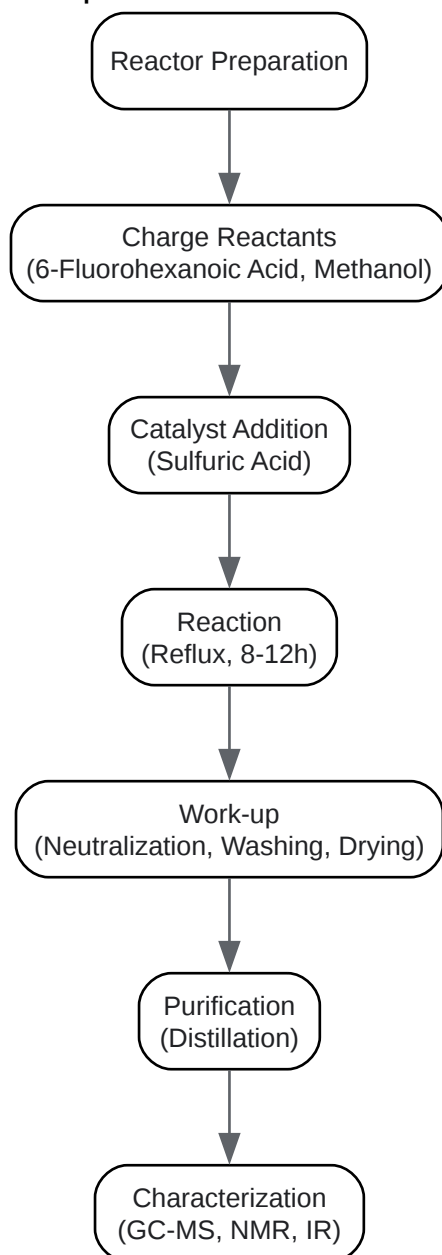 Reactor Preparation
Charge Reactants
(6-Fluorohexanoic Acid, Methanol)
Catalyst Addition
(Sulfuric Acid)
Reaction
(Reflux, 8-12h)
Work-up
(Neutralization, Washing, Drying)
Purification
(Distillation)
Characterization
(GC-MS, NMR, IR)